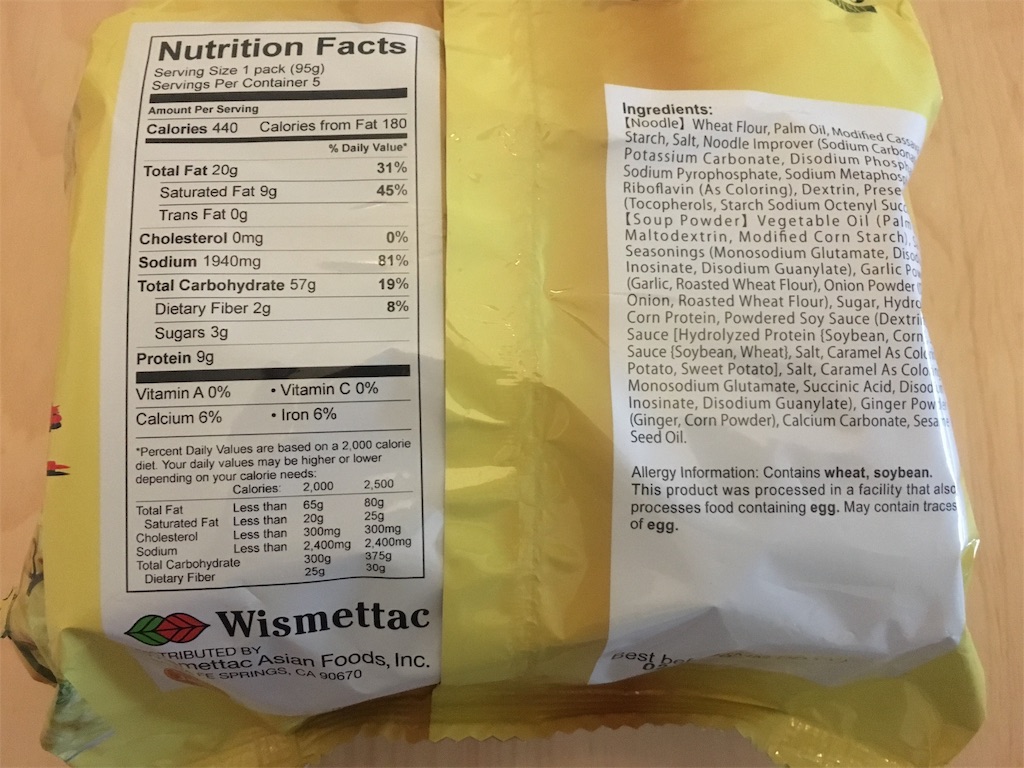 Nutrition Facts
Serving Size 1 pack (95g)
Servings Per Container 5
Amount Per Serving
Calories 440 Calories from Fat 180
% Daily Value*
Total Fat 20g 31%
Saturated Fat 9g 45%
Trans Fat 0g
Cholesterol 0mg 0%
Sodium 1940mg 81%
Total Carbohydrate 57g 19%
Dietary Fiber 2g 8%
Sugars 3g
Protein 9g
Vitamin A 0% • Vitamin C 0%
Calcium 6% • Iron 6%
*Percent Daily Values are based on a 2,000 calorie
diet. Your daily values may be higher or lower
depending on your calorie needs:
Calories: 2,000 2,500
Total Fat Less than 65g 80g
Saturated Fat Less than 20g 25g
Cholesterol Less than 300mg 300mg
Sodium Less than 2,400mg 2,400mg
Total Carbohydrate 300g 375g
Dietary Fiber 25g 30g
Wismettac
BY
Asian Foods, Inc.
SPRINGS, CA 90670
Ingredients:
【Noodle】 Wheat Flour, Palm Oil, Modified
Starch, Salt, Noodle Improver (Sodium
Potassium Carbonate, Disodium
Sodium Pyrophosphate, Sodium
Riboflavin (As Coloring), Dextrin,
(Tocopherols, Starch Sodium Octenyl
【Soup Powder】 Vegetable Oil (Palm
Maltodextrin, Modified Corn Starch),
Seasonings (Monosodium Glutamate,
Inosinate, Disodium Guanylate), Garlic
(Garlic, Roasted Wheat Flour), Onion Powder
Onion, Roasted Wheat Flour), Sugar,
Corn Protein, Powdered Soy Sauce
Sauce [Hydrolyzed Protein {Soybean, Corn
Sauce {Soybean, Wheat}, Salt, Caramel As
Potato, Sweet Potato], Salt, Caramel As
Monosodium Glutamate, Succinic Acid,
Inosinate, Disodium Guanylate), Ginger
(Ginger, Corn Powder), Calcium Carbonate, Sesame
Seed Oil.
Allergy Information: Contains wheat, soybean.
This product was processed in a facility that also
processes food containing egg. May contain traces
of egg.
Best